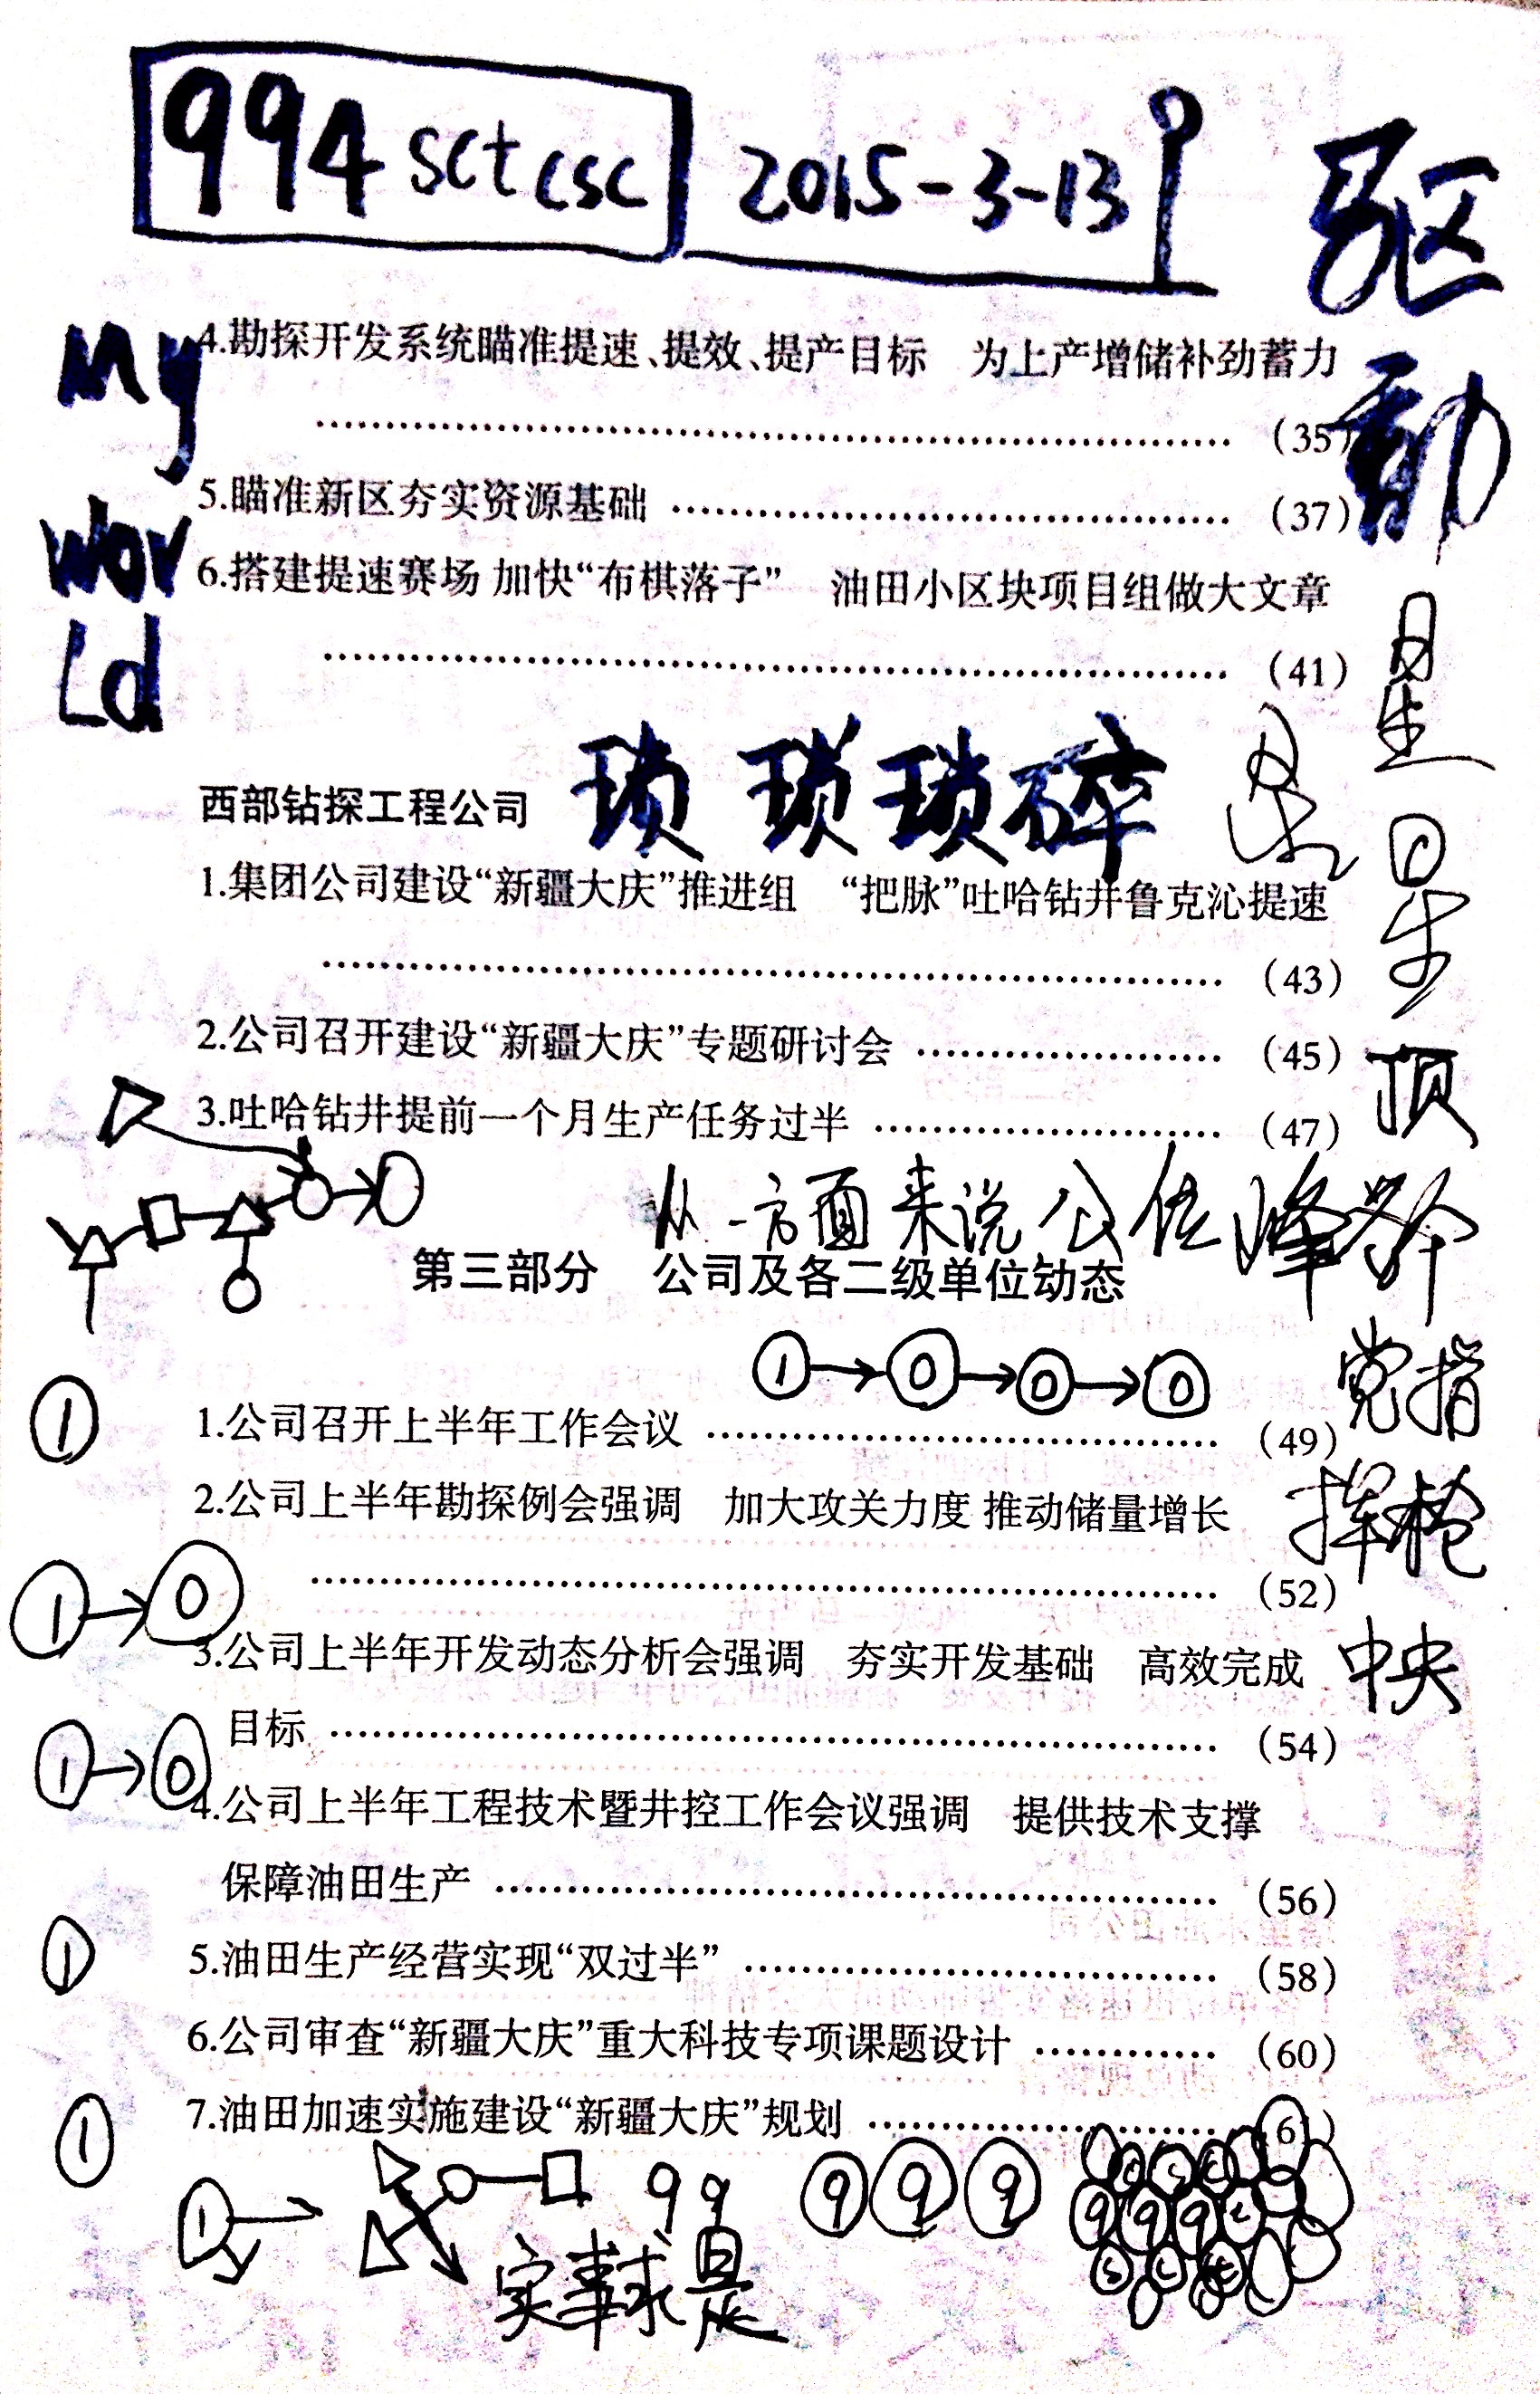 994 sctcsc 2015-3-13
驱
动
My
4.勘探开发系统瞄准提速、提效、提产目标 为上产增储补劲蓄力
…………………………………………………… (35)
5.瞄准新区夯实资源基础 ……………………………… (37)
wor
6.搭建提速赛场 加快“布棋落子” 油田小区块项目组做大文章
…………………………………………………… (41)
Ld
星
西部钻探工程公司
琐 琐 琐 碎
1.集团公司建设“新疆大庆”推进组 “把脉”吐哈钻井鲁克沁提速
…………………………………………………… (43)
2.公司召开建设“新疆大庆”专题研讨会 ………………… (45)
顶
3.吐哈钻井提前一个月生产任务过半 …………………… (47)
从一方面来说公
峰
第三部分 公司及各二级单位动态
1→0→0→0
党指
1
1.公司召开上半年工作会议 ……………………………… (49)
2.公司上半年勘探例会强调 加大攻关力度 推动储量增长
挥枪
…………………………………………………… (52)
1→0
3.公司上半年开发动态分析会强调 夯实开发基础 高效完成
中央
目标 …………………………………………………… (54)
1→0
4.公司上半年工程技术暨井控工作会议强调 提供技术支撑
保障油田生产 ………………………………………… (56)
1
5.油田生产经营实现“双过半” …………………………… (58)
6.公司审查“新疆大庆”重大科技专项课题设计 ………… (60)
1
7.油田加速实施建设“新疆大庆”规划 ……………………
1
99
9 9 9
9 9 9
实事求是